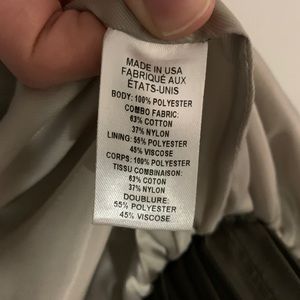 MADE IN USA
FABRIQUÉ AUX
ÉTATS-UNIS
BODY: 100% POLYESTER
COMBO FABRIC:
63% COTTON
37% NYLON
LINING: 55% POLYESTER
45% VISCOSE
CORPS: 100% POLYESTER
TISSU COMBINAISON:
63% COTON
37% NYLON
DOUBLURE:
55% POLYESTER
45% VISCOSE